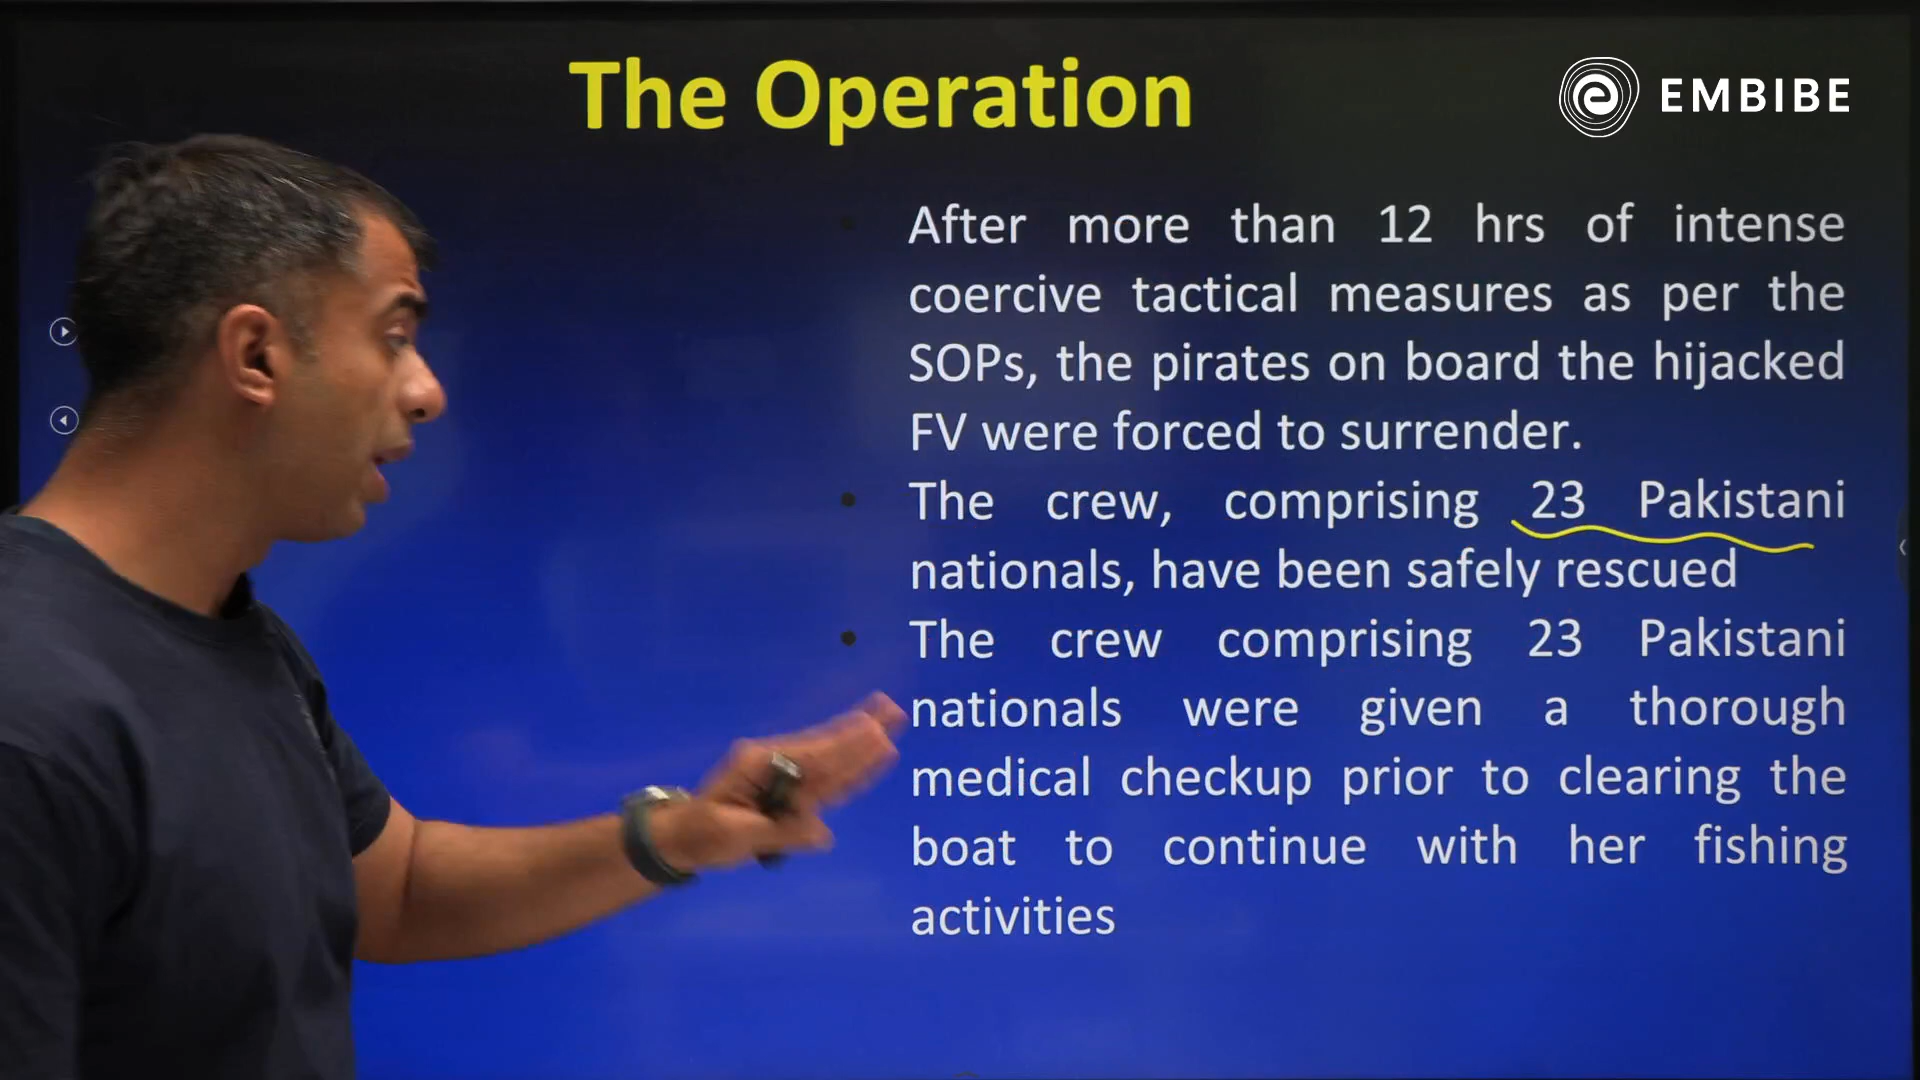 The Operation
EMBIBE
After more than 12 hrs of intense
coercive tactical measures as per the
SOPs, the pirates on board the hijacked
FV were forced to surrender.
The crew, comprising 23 Pakistani
nationals, have been safely rescued
The crew comprising 23 Pakistani
nationals were given a thorough
medical checkup prior to clearing the
boat to continue with her fishing
activities